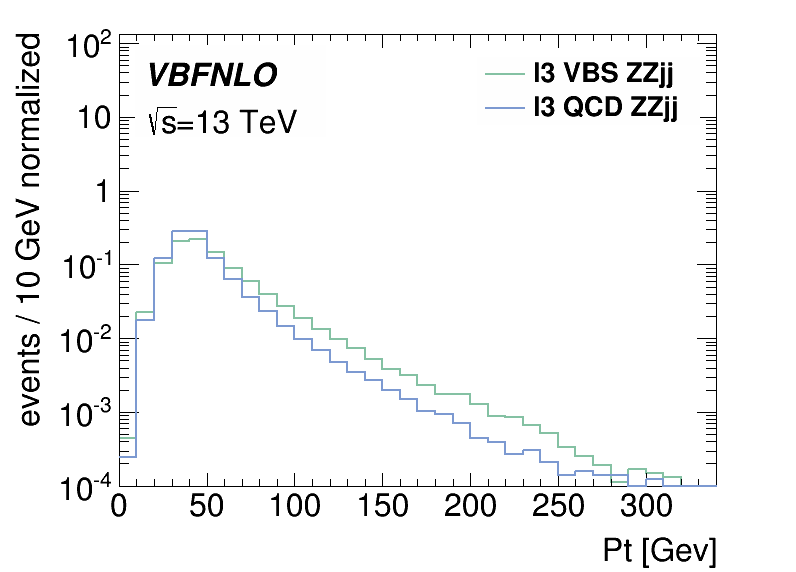 events / 10 GeV normalized
10²
10
1
10⁻¹
10⁻²
10⁻³
10⁻⁴
VBFNLO
√s=13 TeV
l3 VBS ZZjj
l3 QCD ZZjj
0 50 100 150 200 250 300
Pt [Gev]